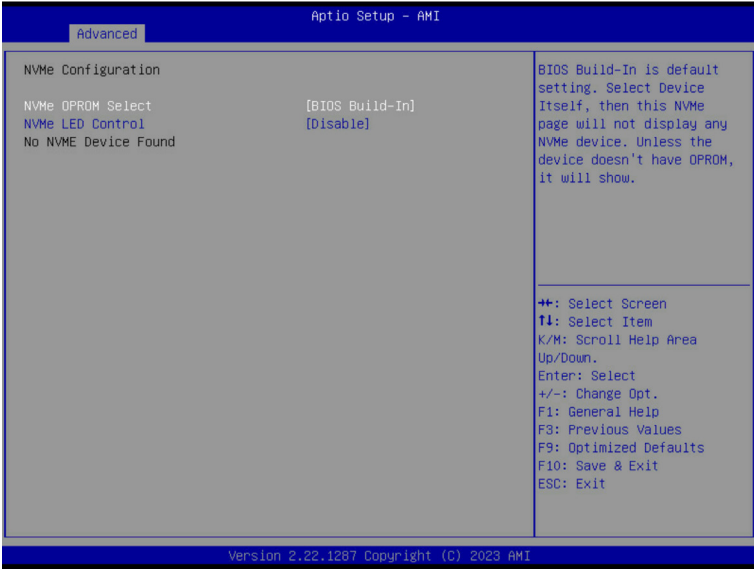 Aptio Setup – AMI
Advanced
NVMe Configuration
NVMe OPROM Select [BIOS Build-In]
NVMe LED Control [Disable]
No NVME Device Found
BIOS Build-In is default
setting. Select Device
Itself, then this NVMe
page will not display any
NVMe device. Unless the
device doesn't have OPROM,
it will show.
→←: Select Screen
↑↓: Select Item
K/M: Scroll Help Area
Up/Down.
Enter: Select
+/-: Change Opt.
F1: General Help
F3: Previous Values
F9: Optimized Defaults
F10: Save & Exit
ESC: Exit
Version 2.22.1287 Copyright (C) 2023 AMI